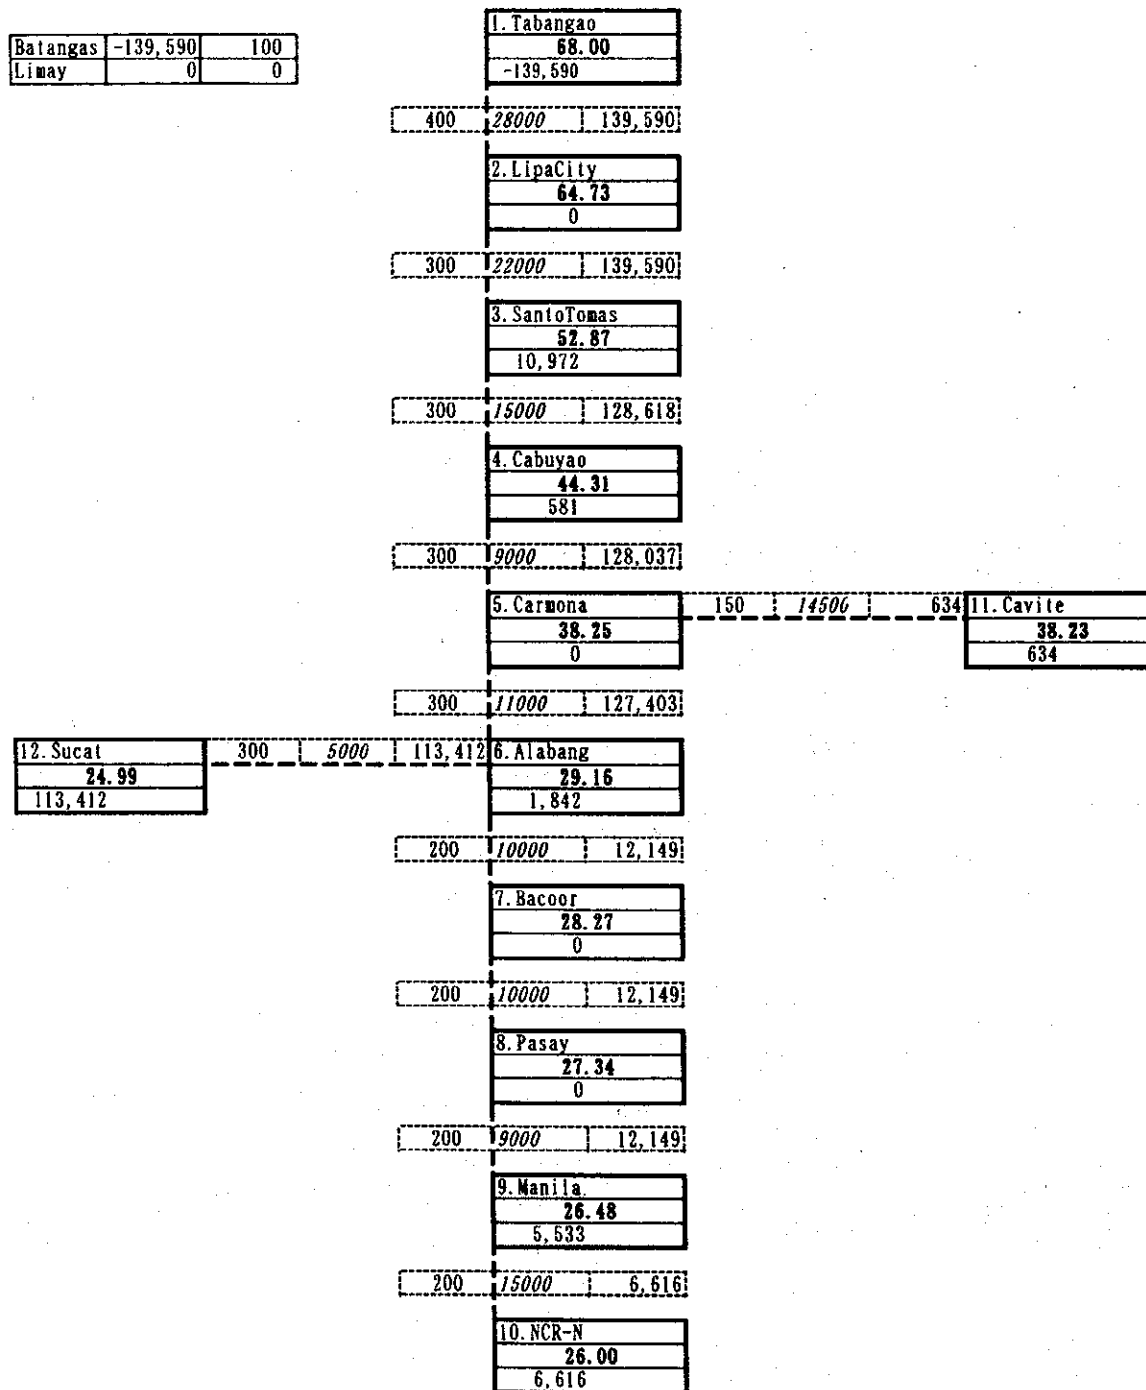 1. Tabangao
Batangas -139,590 100
68.00
Limay 0 0
-139,590
400 28000 139,590
2. LipaCity
64.73
0
300 22000 139,590
3. SantoTomas
52.87
10,972
300 15000 128,618
4. Cabuyao
44.31
581
300 9000 128,037
5. Carmona 150 14500 634 11. Cavite
38.25 38.23
0 634
300 11000 127,403
12. Sucat 300 5000 113,412 6. Alabang
24.99 29.16
113,412 1,842
200 10000 12,149
7. Bacoor
28.27
0
200 10000 12,149
8. Pasay
27.34
0
200 9000 12,149
9. Manila
26.48
5,533
200 15000 6,616
10. NCR-N
26.00
6,616